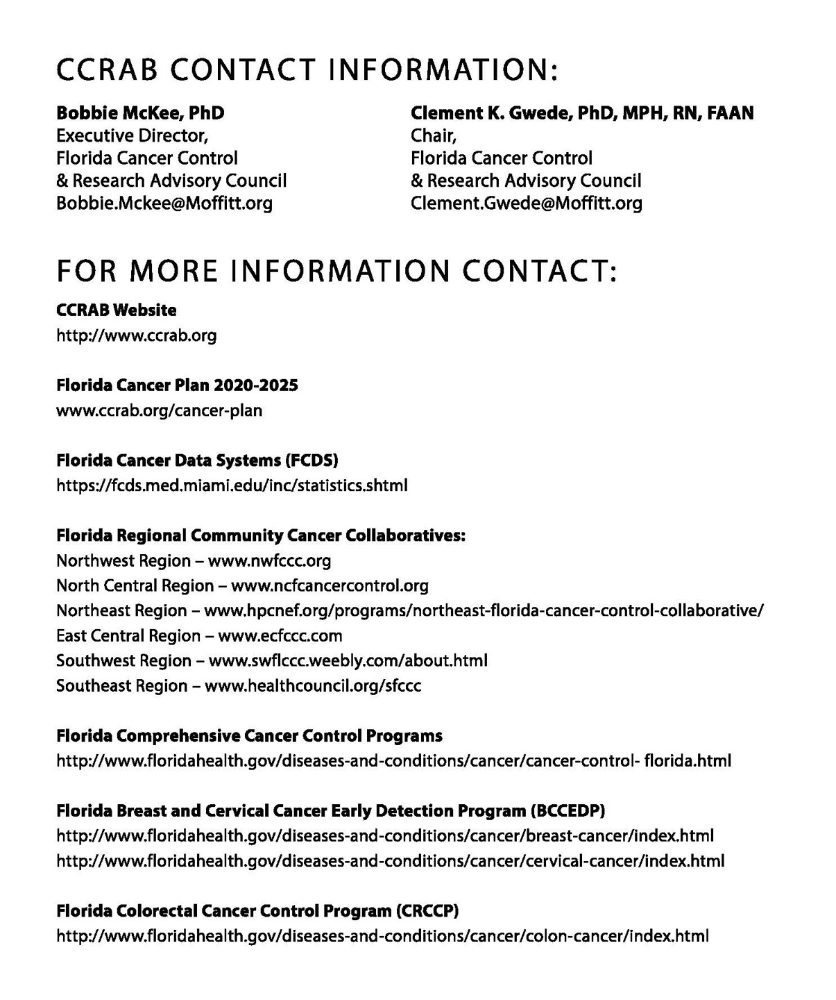 CCRAB CONTACT INFORMATION:
Bobbie McKee, PhD
Executive Director,
Florida Cancer Control
& Research Advisory Council
Bobbie.Mckee@Moffitt.org
Clement K. Gwede, PhD, MPH, RN, FAAN
Chair,
Florida Cancer Control
& Research Advisory Council
Clement.Gwede@Moffitt.org
FOR MORE INFORMATION CONTACT:
CCRAB Website
http://www.ccrab.org
Florida Cancer Plan 2020-2025
www.ccrab.org/cancer-plan
Florida Cancer Data Systems (FCDS)
https://fcds.med.miami.edu/inc/statistics.shtml
Florida Regional Community Cancer Collaboratives:
Northwest Region – www.nwfccc.org
North Central Region – www.ncfcancercontrol.org
Northeast Region – www.hpcnef.org/programs/northeast-florida-cancer-control-collaborative/
East Central Region – www.ecfccc.com
Southwest Region – www.swflccc.weebly.com/about.html
Southeast Region – www.healthcouncil.org/sfccc
Florida Comprehensive Cancer Control Programs
http://www.floridahealth.gov/diseases-and-conditions/cancer/cancer-control- florida.html
Florida Breast and Cervical Cancer Early Detection Program (BCCEDP)
http://www.floridahealth.gov/diseases-and-conditions/cancer/breast-cancer/index.html
http://www.floridahealth.gov/diseases-and-conditions/cancer/cervical-cancer/index.html
Florida Colorectal Cancer Control Program (CRCCP)
http://www.floridahealth.gov/diseases-and-conditions/cancer/colon-cancer/index.html